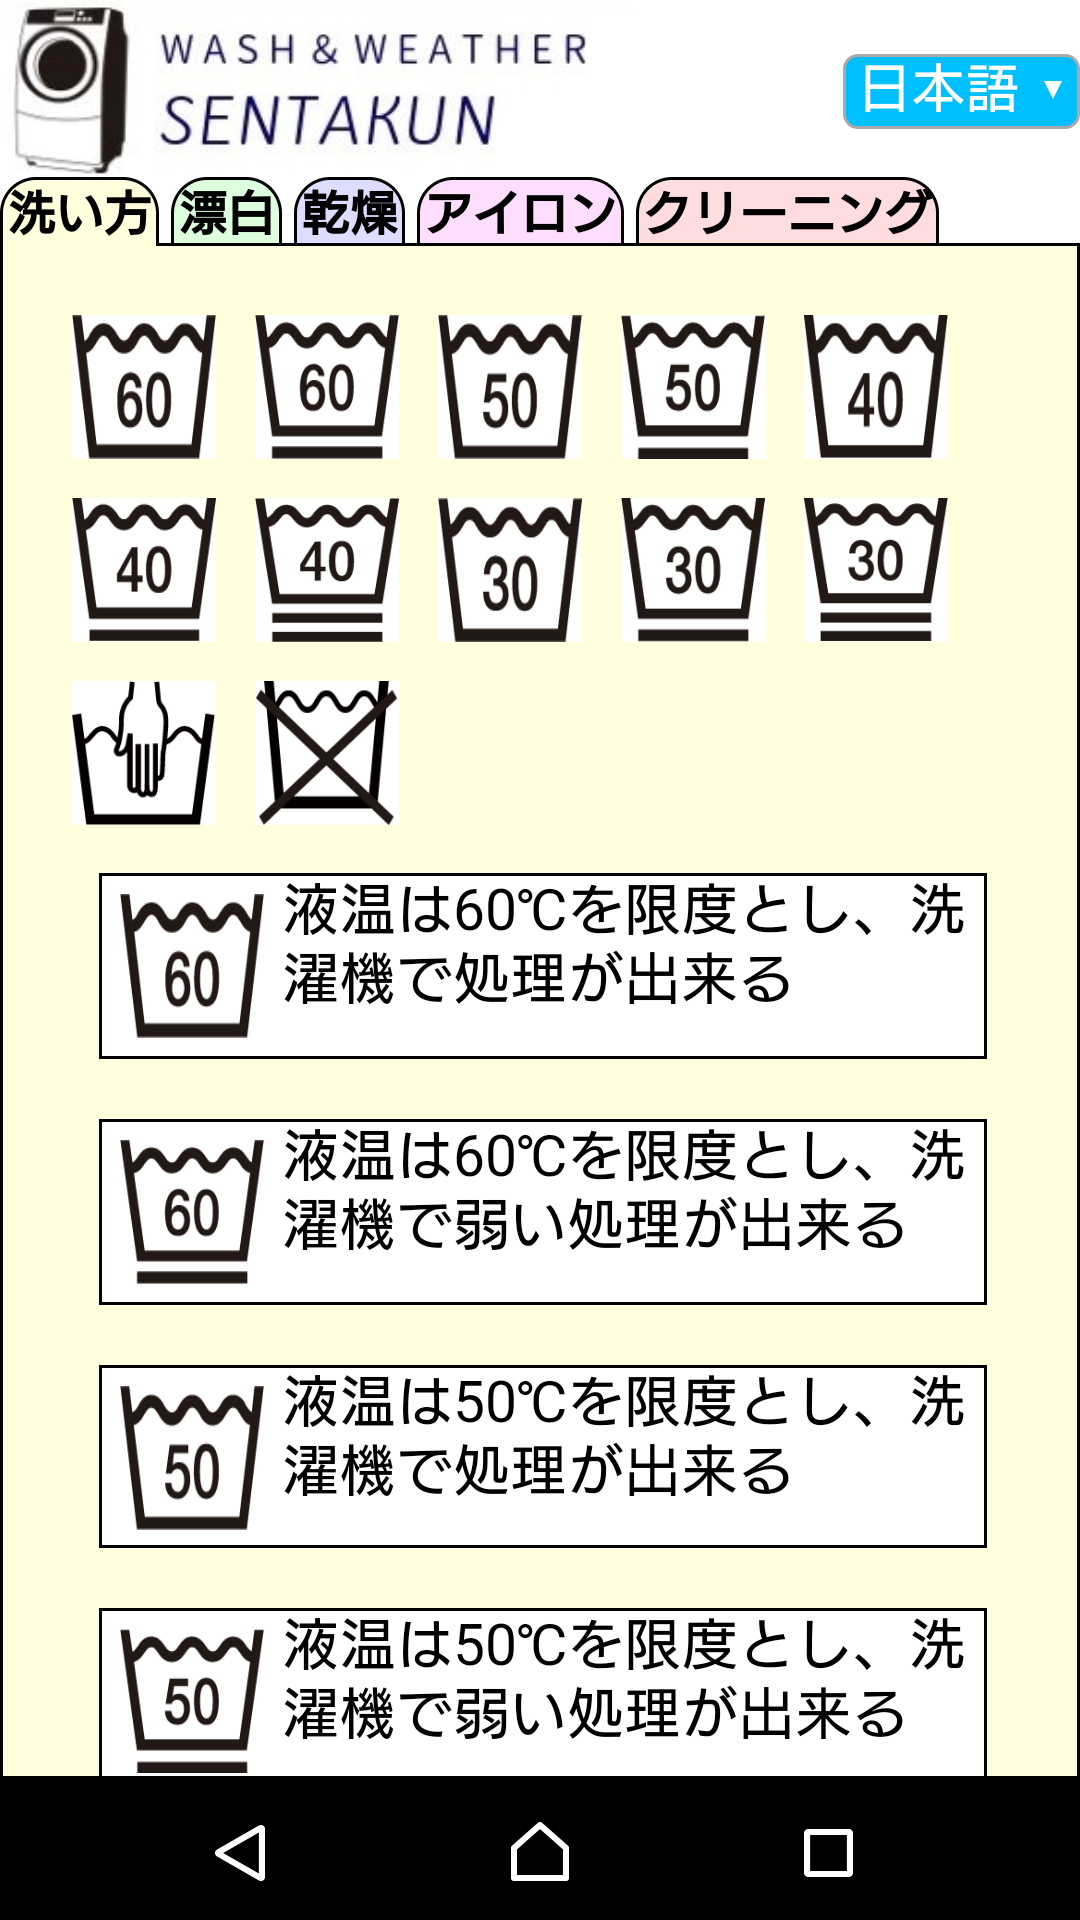 WASH & WEATHER
SENTAKUN
日本語 ▼
洗い方 漂白 乾燥 アイロン クリーニング
60 60 50 50 40
40 40 30 30 30
60
液温は60℃を限度とし、洗
濯機で処理が出来る
60
液温は60℃を限度とし、洗
濯機で弱い処理が出来る
50
液温は50℃を限度とし、洗
濯機で処理が出来る
50
液温は50℃を限度とし、洗
濯機で弱い処理が出来る